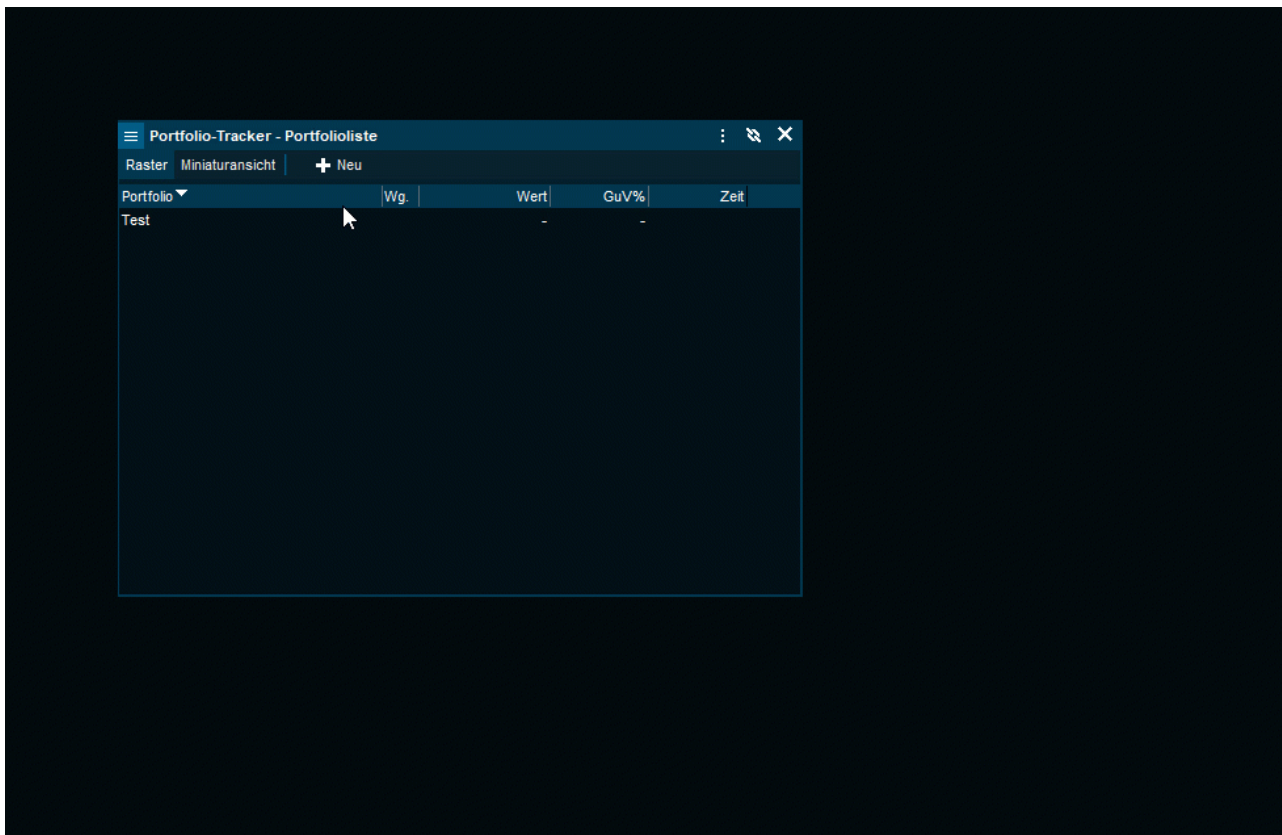 Portfolio-Tracker - Portfolioliste
Raster Miniaturansicht Neu
Portfolio Wg. Wert GuV% Zeit
Test - -